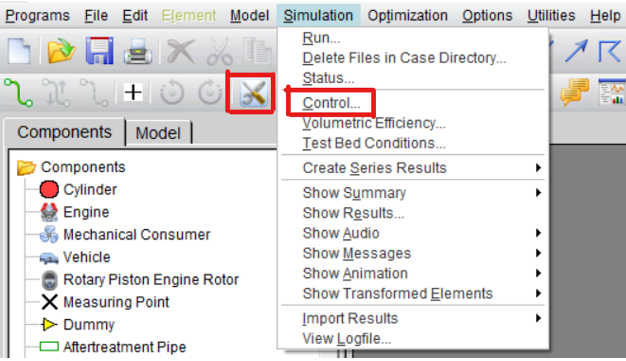 Programs File Edit Element Model Simulation Optimization Options Utilities Help
Run...
Delete Files in Case Directory...
Status...
Control...
Volumetric Efficiency...
Test Bed Conditions...
Create Series Results
Show Summary
Show Results...
Show Audio
Show Messages
Show Animation
Show Transformed Elements
Import Results
View Logfile...
Components Model
Components
Cylinder
Engine
Mechanical Consumer
Vehicle
Rotary Piston Engine Rotor
Measuring Point
Dummy
Aftertreatment Pipe